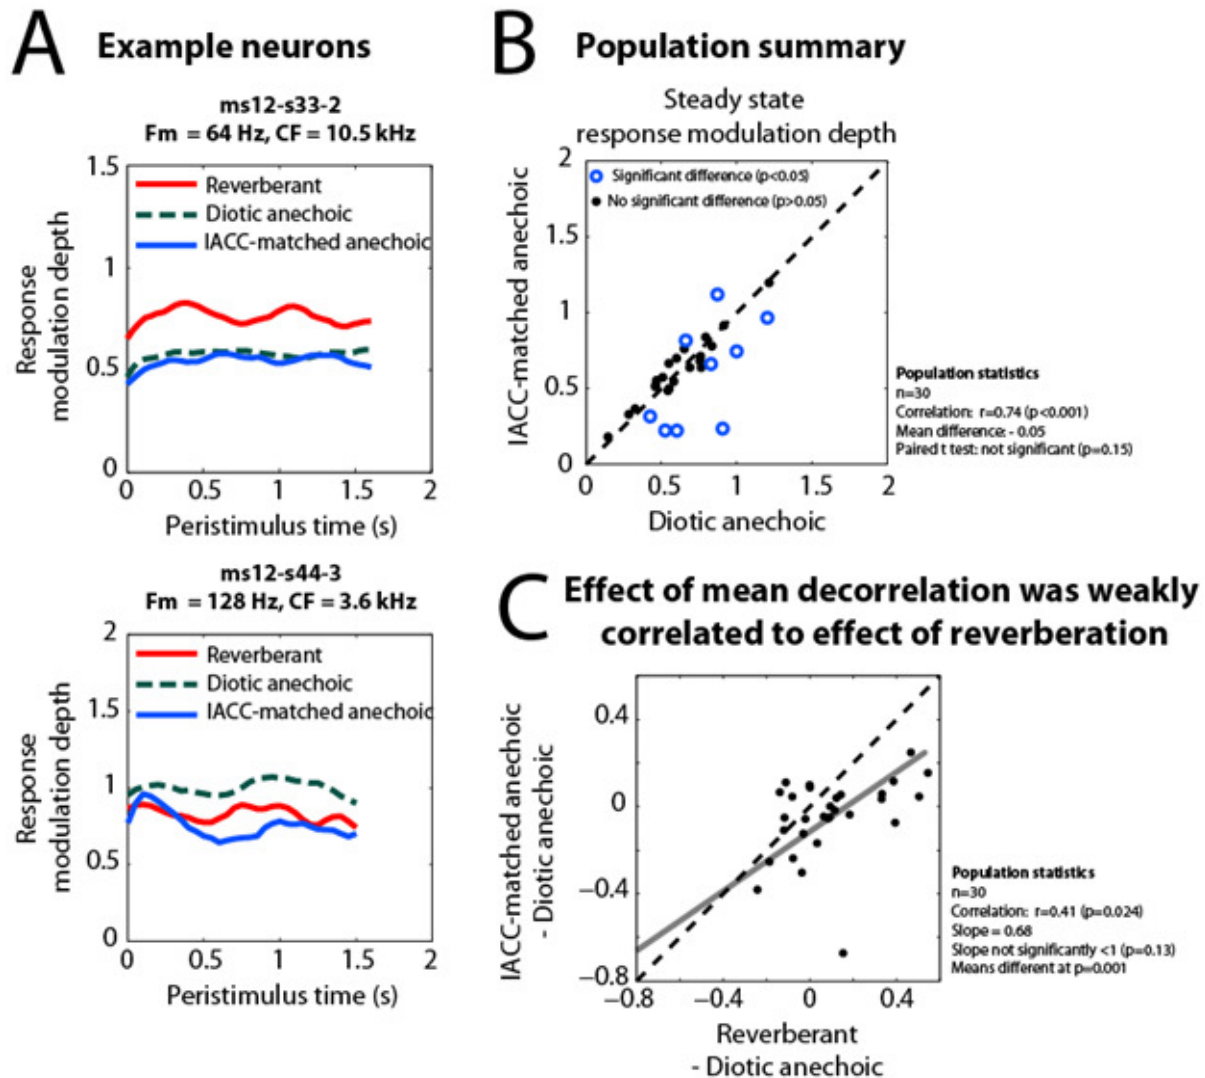 A Example neurons
ms12-s33-2
Fm = 64 Hz, CF = 10.5 kHz
Response
modulation depth
1.5
1
0.5
0
Reverberant
Diotic anechoic
IACC-matched anechoic
0 0.5 1 1.5 2
Peristimulus time (s)
ms12-s44-3
Fm = 128 Hz, CF = 3.6 kHz
Response
modulation depth
2
1.5
1
0.5
0
Reverberant
Diotic anechoic
IACC-matched anechoic
0 0.5 1 1.5 2
Peristimulus time (s)
B Population summary
Steady state
response modulation depth
IACC-matched anechoic
2
1.5
1
0.5
0
Significant difference (p<0.05)
No significant difference (p>0.05)
0 0.5 1 1.5 2
Diotic anechoic
Population statistics
n=30
Correlation: r=0.74 (p<0.001)
Mean difference: - 0.05
Paired t test: not significant (p=0.15)
C Effect of mean decorrelation was weakly
correlated to effect of reverberation
IACC-matched anechoic
- Diotic anechoic
0.4
0
−0.4
−0.8
−0.8 −0.4 0 0.4
Reverberant
- Diotic anechoic
Population statistics
n=30
Correlation: r=0.41 (p=0.024)
Slope = 0.68
Slope not significantly <1 (p=0.13)
Means different at p=0.001